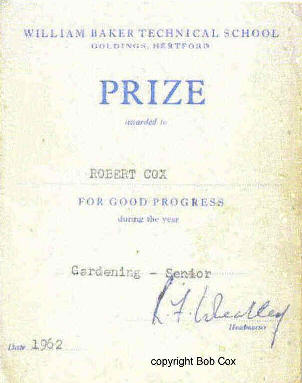 WILLIAM BAKER TECHNICAL SCHOOL
GOLDINGS, HERTFORD
PRIZE
awarded to
ROBERT COX
FOR GOOD PROGRESS
during the year
Gardening - Senior
R.F. Wheatley
Headmaster
Date 1962
copyright Bob Cox